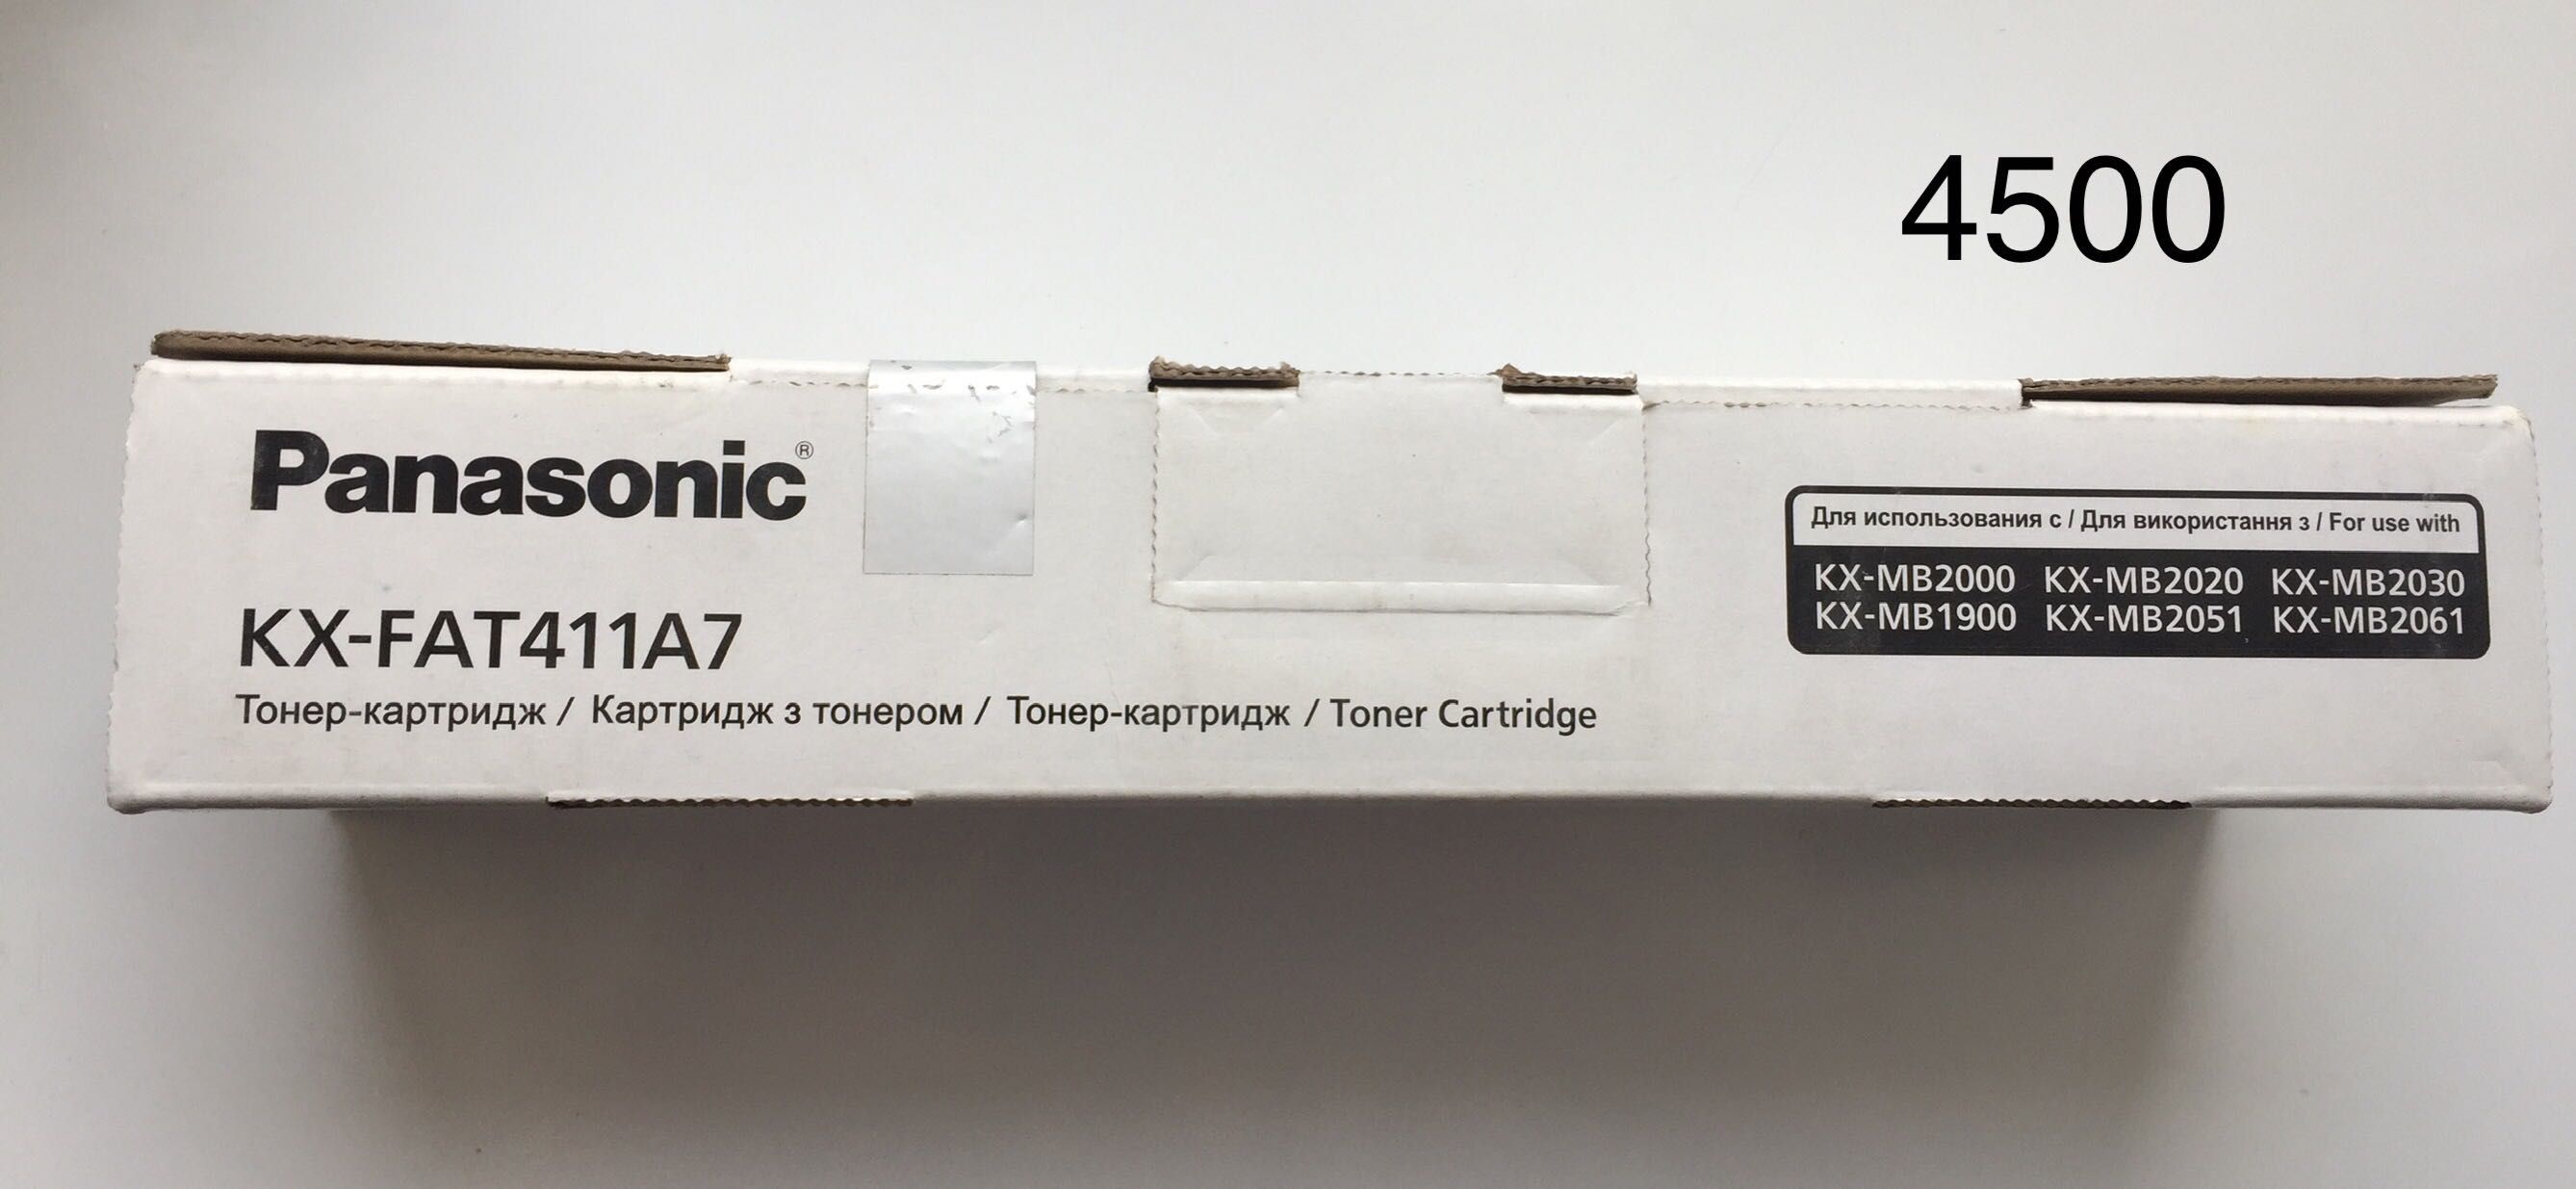 4500
Panasonic®
KX-FAT411A7
Тонер-картридж / Картридж з тонером / Тонер-картридж / Toner Cartridge
Для использования с / Для використання з / For use with
KX-MB2000 KX-MB2020 KX-MB2030
KX-MB1900 KX-MB2051 KX-MB2061